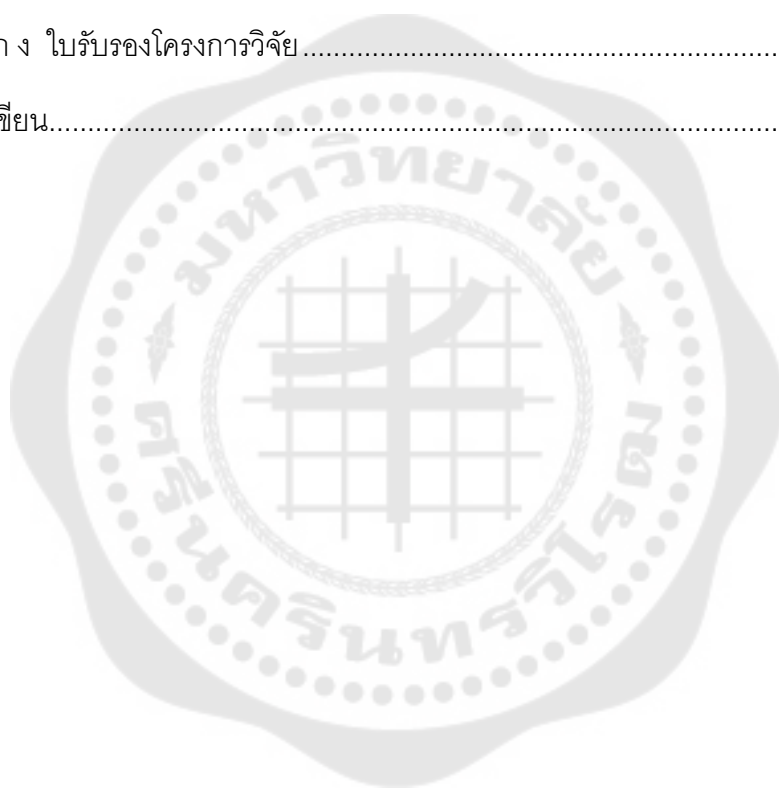 ง ใบรับรองโครงการวิจัย................................................................
ขียน................................................................................................
มหาวิทยาลัย
ศรีนครินทรวิโรฒ